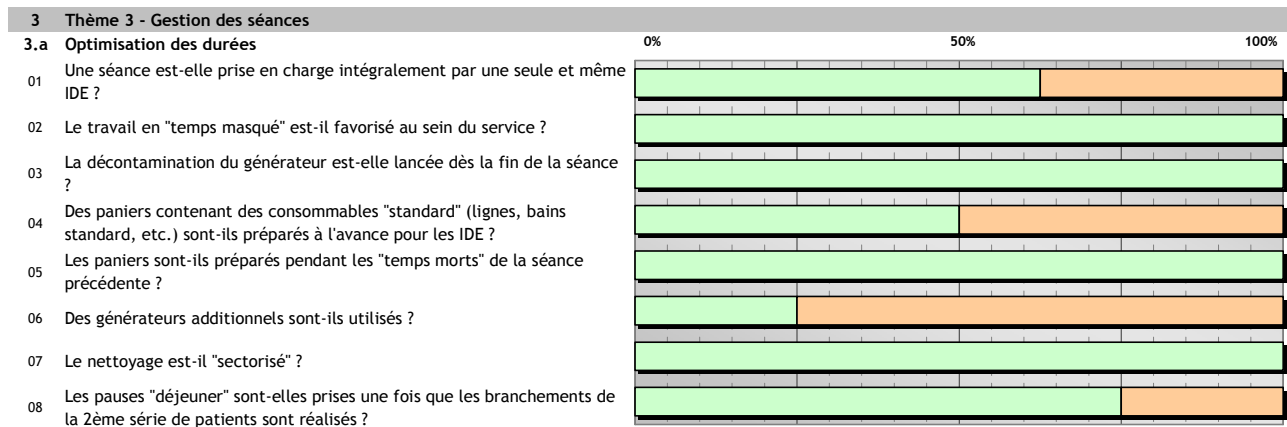 3 Thème 3 - Gestion des séances
3.a Optimisation des durées 0% 50% 100%
01 Une séance est-elle prise en charge intégralement par une seule et même
IDE ?
02 Le travail en "temps masqué" est-il favorisé au sein du service ?
03 La décontamination du générateur est-elle lancée dès la fin de la séance
?
04 Des paniers contenant des consommables "standard" (lignes, bains
standard, etc.) sont-ils préparés à l'avance pour les IDE ?
05 Les paniers sont-ils préparés pendant les "temps morts" de la séance
précédente ?
06 Des générateurs additionnels sont-ils utilisés ?
07 Le nettoyage est-il "sectorisé" ?
08 Les pauses "déjeuner" sont-elles prises une fois que les branchements de
la 2ème série de patients sont réalisés ?